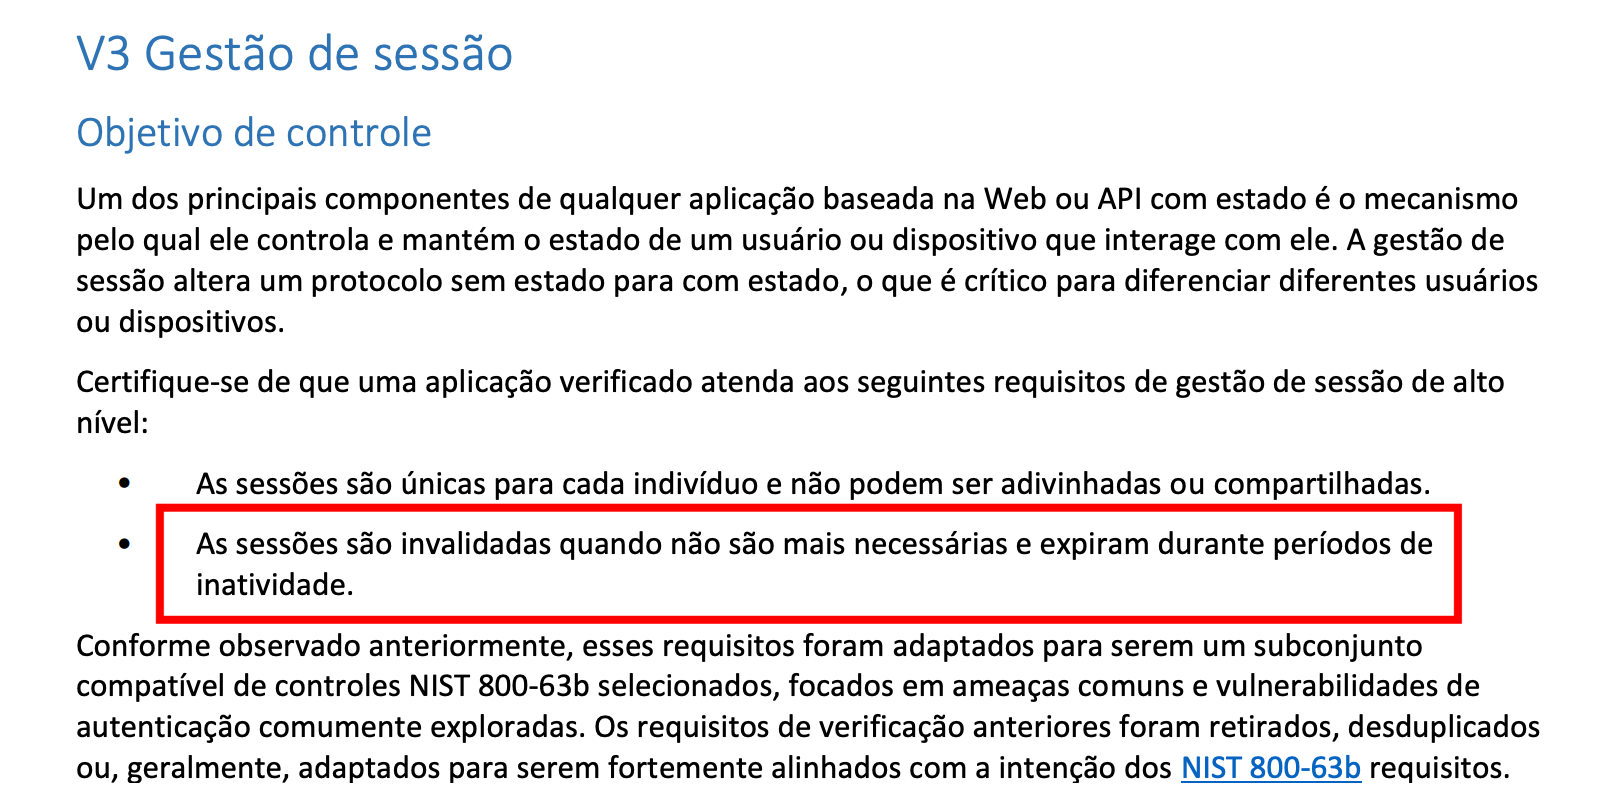 V3 Gestão de sessão
Objetivo de controle
Um dos principais componentes de qualquer aplicação baseada na Web ou API com estado é o mecanismo
pelo qual ele controla e mantém o estado de um usuário ou dispositivo que interage com ele. A gestão de
sessão altera um protocolo sem estado para com estado, o que é crítico para diferenciar diferentes usuários
ou dispositivos.
Certifique-se de que uma aplicação verificado atenda aos seguintes requisitos de gestão de sessão de alto
nível:
• As sessões são únicas para cada indivíduo e não podem ser adivinhadas ou compartilhadas.
• As sessões são invalidadas quando não são mais necessárias e expiram durante períodos de
inatividade.
Conforme observado anteriormente, esses requisitos foram adaptados para serem um subconjunto
compatível de controles NIST 800-63b selecionados, focados em ameaças comuns e vulnerabilidades de
autenticação comumente exploradas. Os requisitos de verificação anteriores foram retirados, desduplicados
ou, geralmente, adaptados para serem fortemente alinhados com a intenção dos NIST 800-63b requisitos.